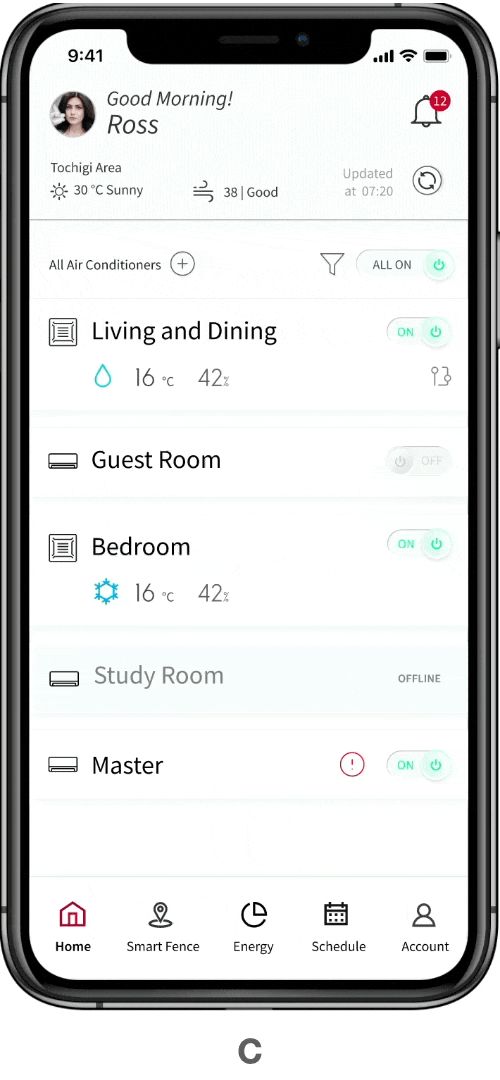 9:41
Good Morning!
Ross
12
Tochigi Area
30 °C Sunny
38 | Good
Updated
at 07:20
All Air Conditioners
ALL ON
Living and Dining
ON
16 °C 42%
Guest Room
OFF
Bedroom
ON
16 °C 42%
Study Room
OFFLINE
Master
!
ON
Home Smart Fence Energy Schedule Account
C